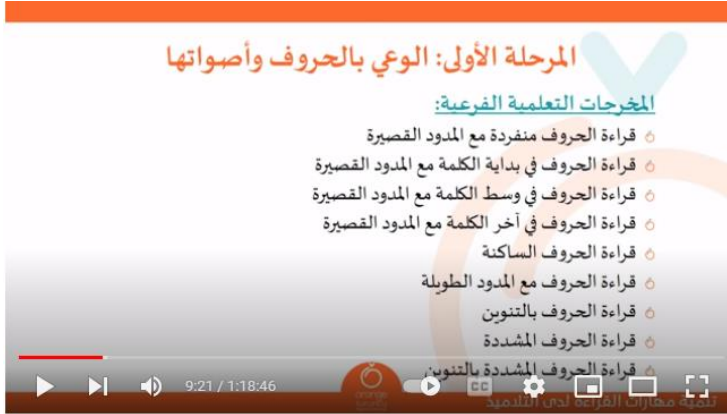 المرحلة الأولى: الوعي بالحروف وأصواتها
المخرجات التعلمية الفرعية:
قراءة الحروف منفردة مع المدود القصيرة
قراءة الحروف في بداية الكلمة مع المدود القصيرة
قراءة الحروف في وسط الكلمة مع المدود القصيرة
قراءة الحروف في آخر الكلمة مع المدود القصيرة
قراءة الحروف الساكنة
قراءة الحروف مع المدود الطويلة
قراءة الحروف بالتنوين
قراءة الحروف المشددة
قراءة الحروف المشددة بالتنوين
9:21 / 1:18:46
CC
orange
تنمية مهارات القراءة لدى التلاميذ